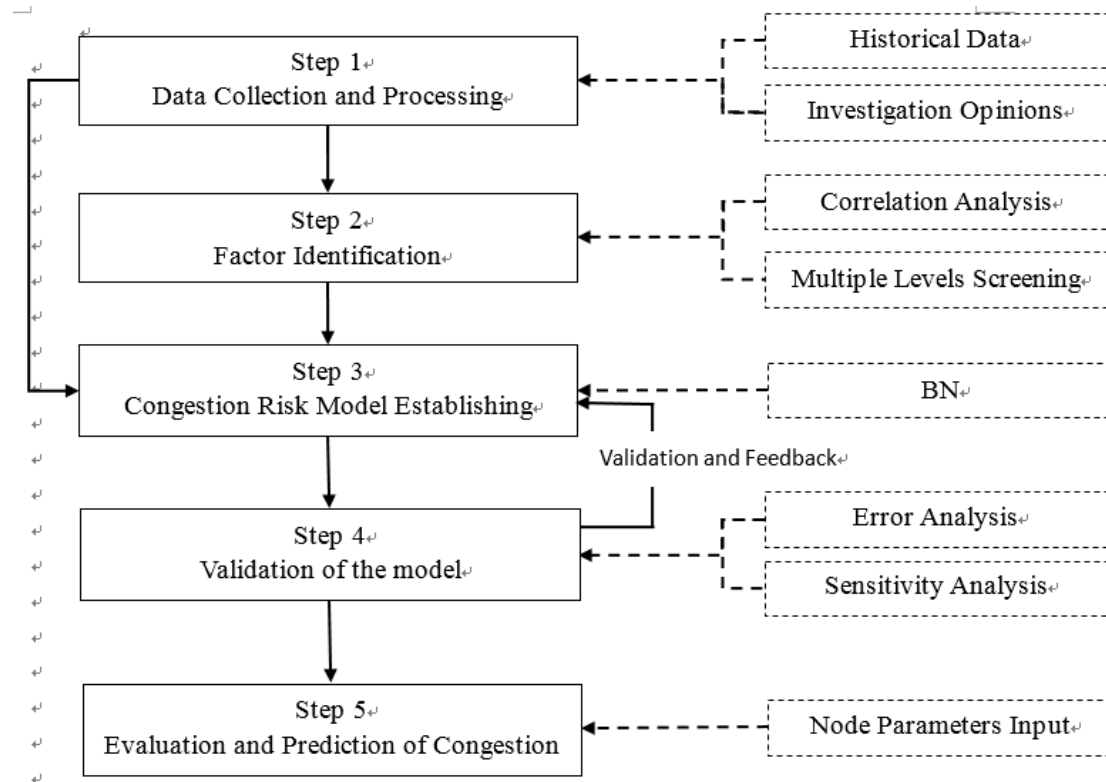 Step 1
Data Collection and Processing
Historical Data
Investigation Opinions
Step 2
Factor Identification
Correlation Analysis
Multiple Levels Screening
Step 3
Congestion Risk Model Establishing
BN
Validation and Feedback
Step 4
Validation of the model
Error Analysis
Sensitivity Analysis
Step 5
Evaluation and Prediction of Congestion
Node Parameters Input